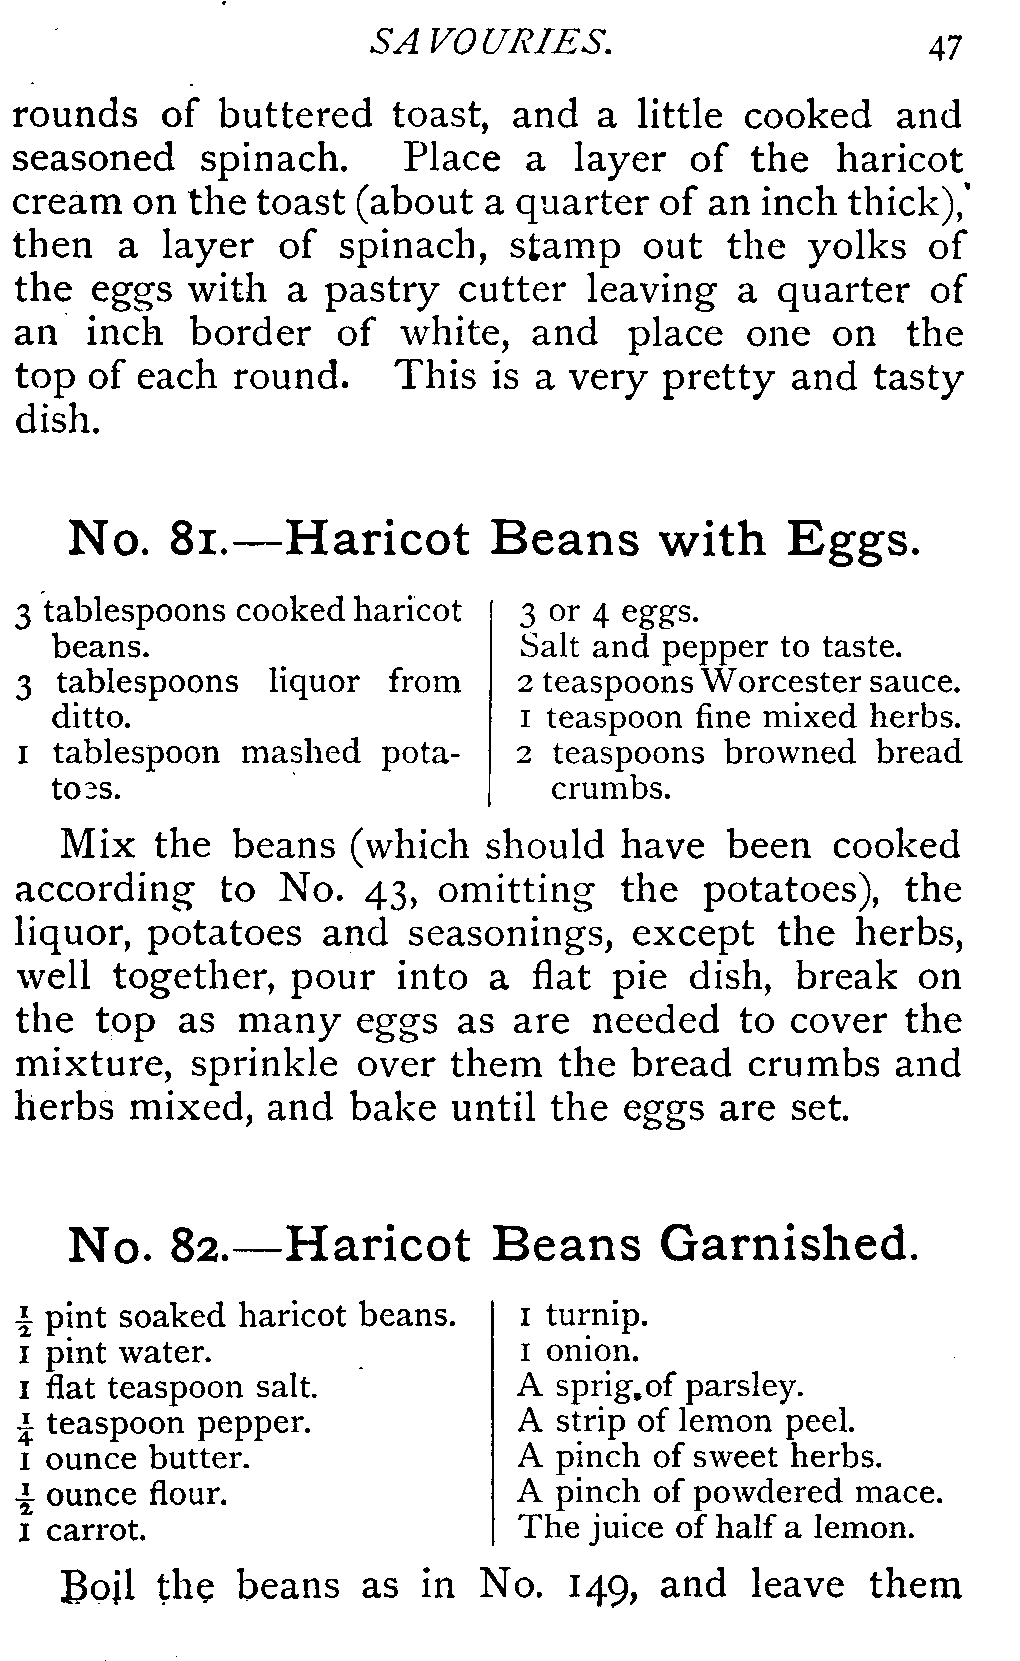 SAVOURIES. 47
rounds of buttered toast, and a little cooked and
seasoned spinach. Place a layer of the haricot
cream on the toast (about a quarter of an inch thick),
then a layer of spinach, stamp out the yolks of
the eggs with a pastry cutter leaving a quarter of
an inch border of white, and place one on the
top of each round. This is a very pretty and tasty
dish.
No. 81.—Haricot Beans with Eggs.
3 tablespoons cooked haricot
beans.
3 tablespoons liquor from
ditto.
1 tablespoon mashed pota-
toes.
3 or 4 eggs.
Salt and pepper to taste.
2 teaspoons Worcester sauce.
1 teaspoon fine mixed herbs.
2 teaspoons browned bread
crumbs.
Mix the beans (which should have been cooked
according to No. 43, omitting the potatoes), the
liquor, potatoes and seasonings, except the herbs,
well together, pour into a flat pie dish, break on
the top as many eggs as are needed to cover the
mixture, sprinkle over them the bread crumbs and
herbs mixed, and bake until the eggs are set.
No. 82.—Haricot Beans Garnished.
½ pint soaked haricot beans.
1 pint water.
1 flat teaspoon salt.
¼ teaspoon pepper.
1 ounce butter.
½ ounce flour.
1 carrot.
1 turnip.
1 onion.
A sprig of parsley.
A strip of lemon peel.
A pinch of sweet herbs.
A pinch of powdered mace.
The juice of half a lemon.
Boil the beans as in No. 149, and leave them